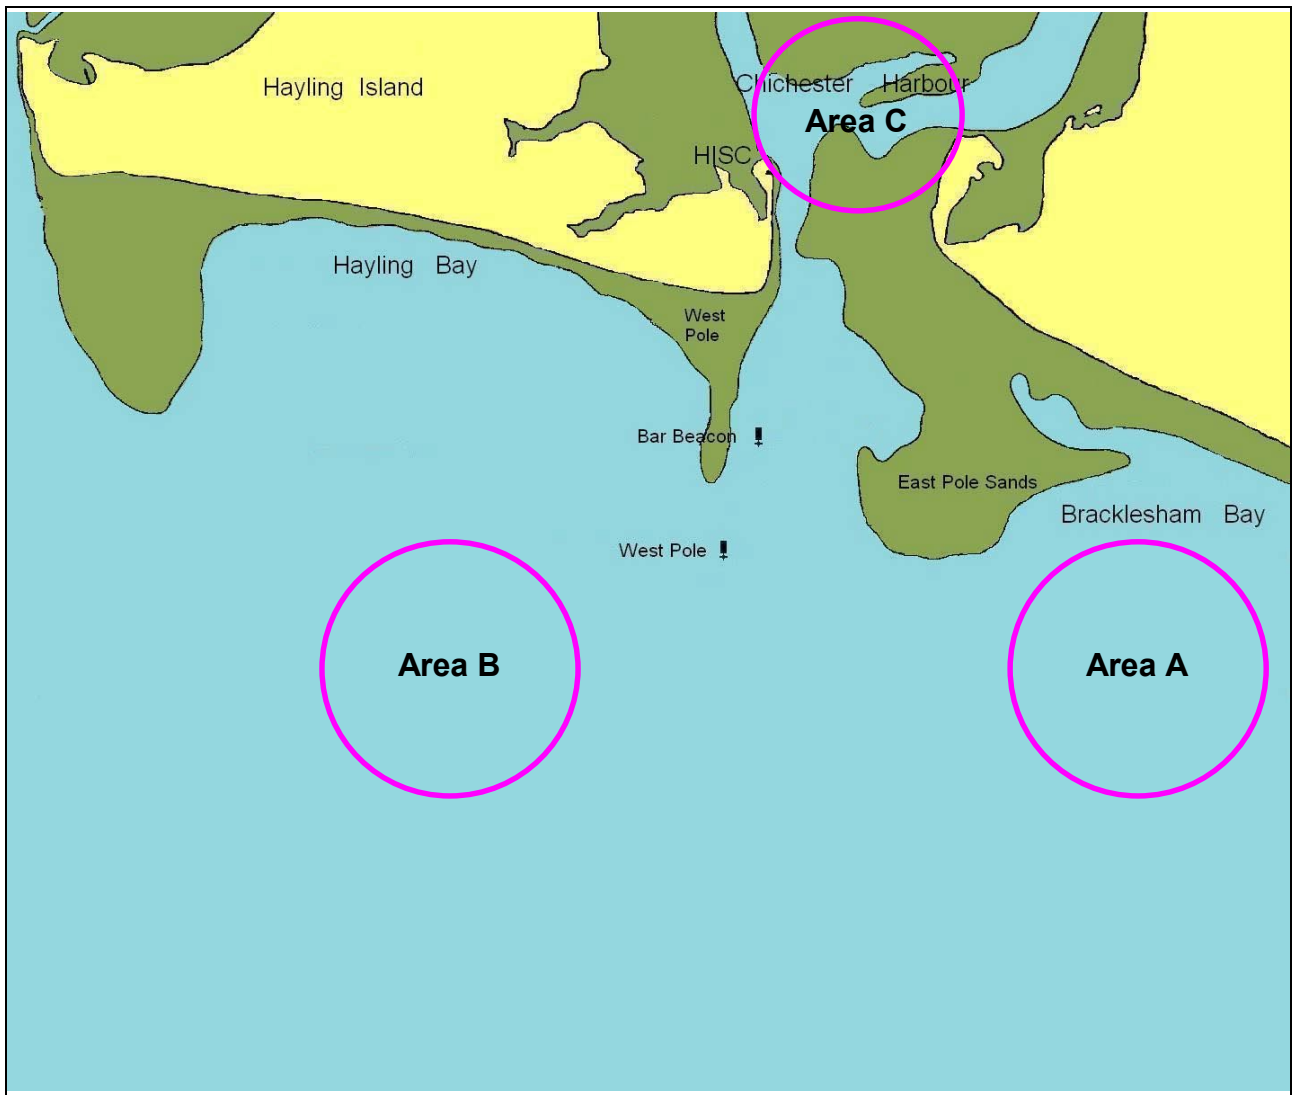 Hayling Island
Chichester Harbour
Area C
HISC
Hayling Bay
West
Pole
Bar Beacon
East Pole Sands
Bracklesham Bay
West Pole
Area B
Area A